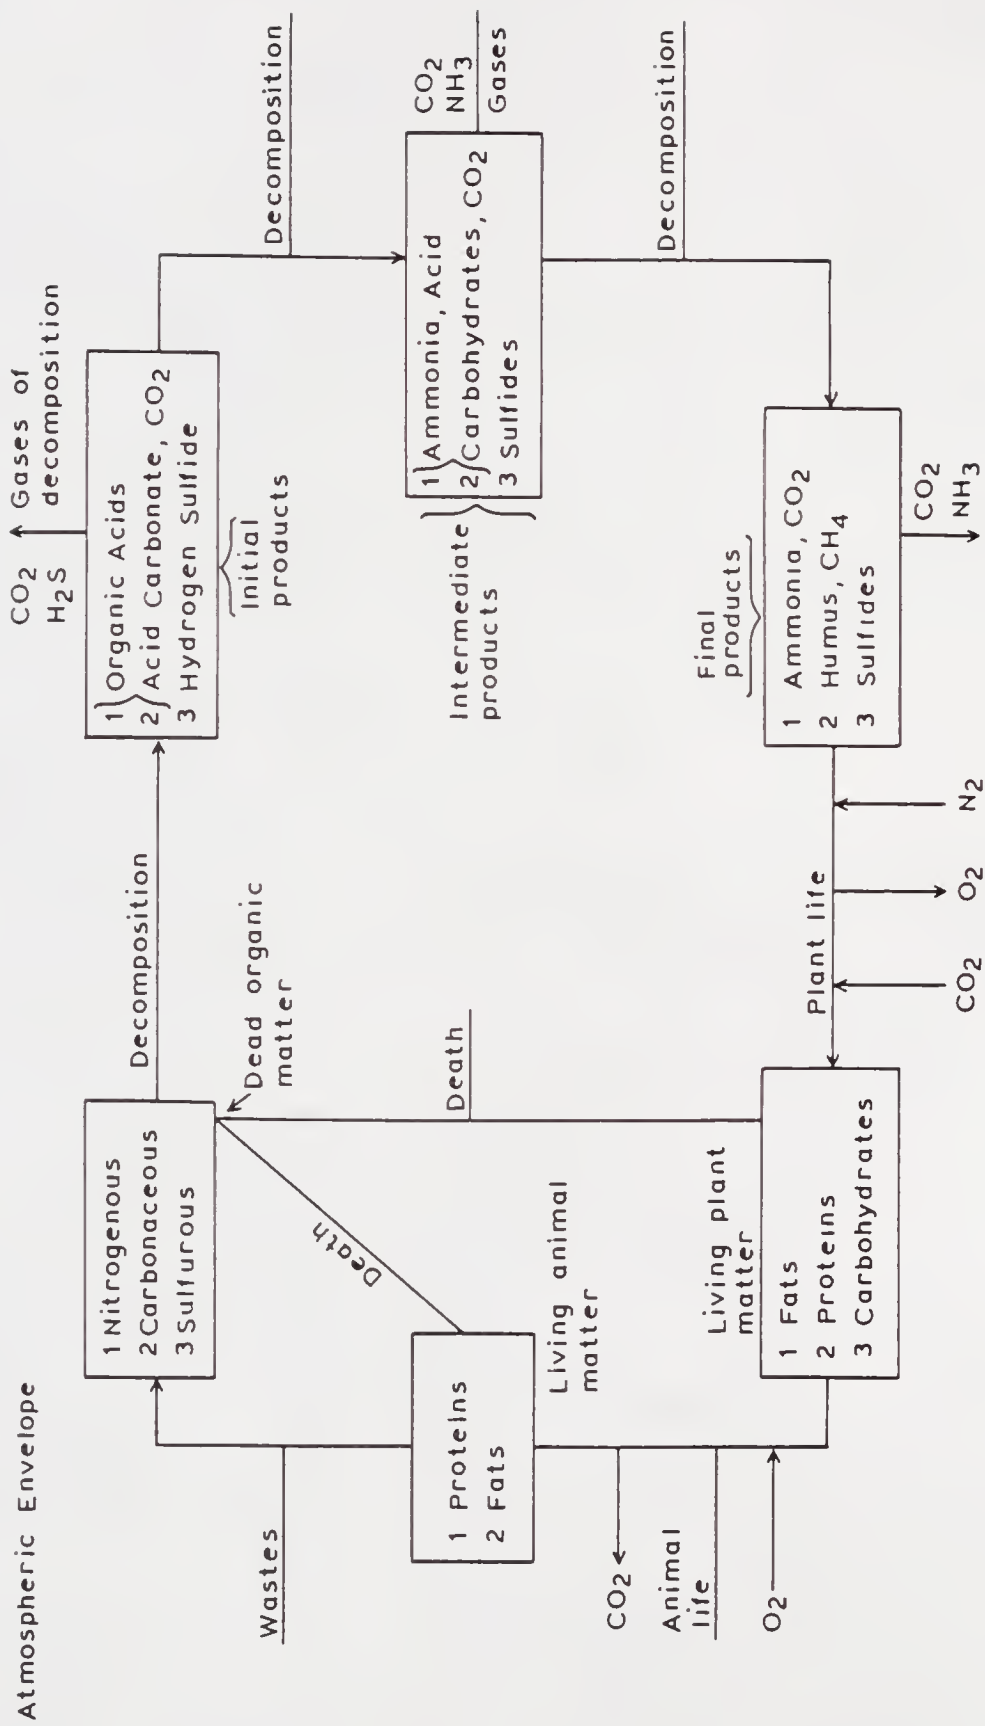 Atmospheric Envelope
CO2
H2S
Gases of
decomposition
1 Nitrogenous
2 Carbonaceous
3 Sulfurous
Decomposition
1 Organic Acids
2 Acid Carbonate, CO2
3 Hydrogen Sulfide
Initial
products
Decomposition
Dead organic
matter
Wastes
Death
Death
1 Proteins
2 Fats
Living animal
matter
Intermediate
products
1 Ammonia, Acid
2 Carbohydrates, CO2
3 Sulfides
CO2
NH3
Gases
Decomposition
CO2
Animal
life
O2
Living plant
matter
1 Fats
2 Proteins
3 Carbohydrates
Plant life
CO2
O2
N2
Final
products
1 Ammonia, CO2
2 Humus, CH4
3 Sulfides
CO2
NH3